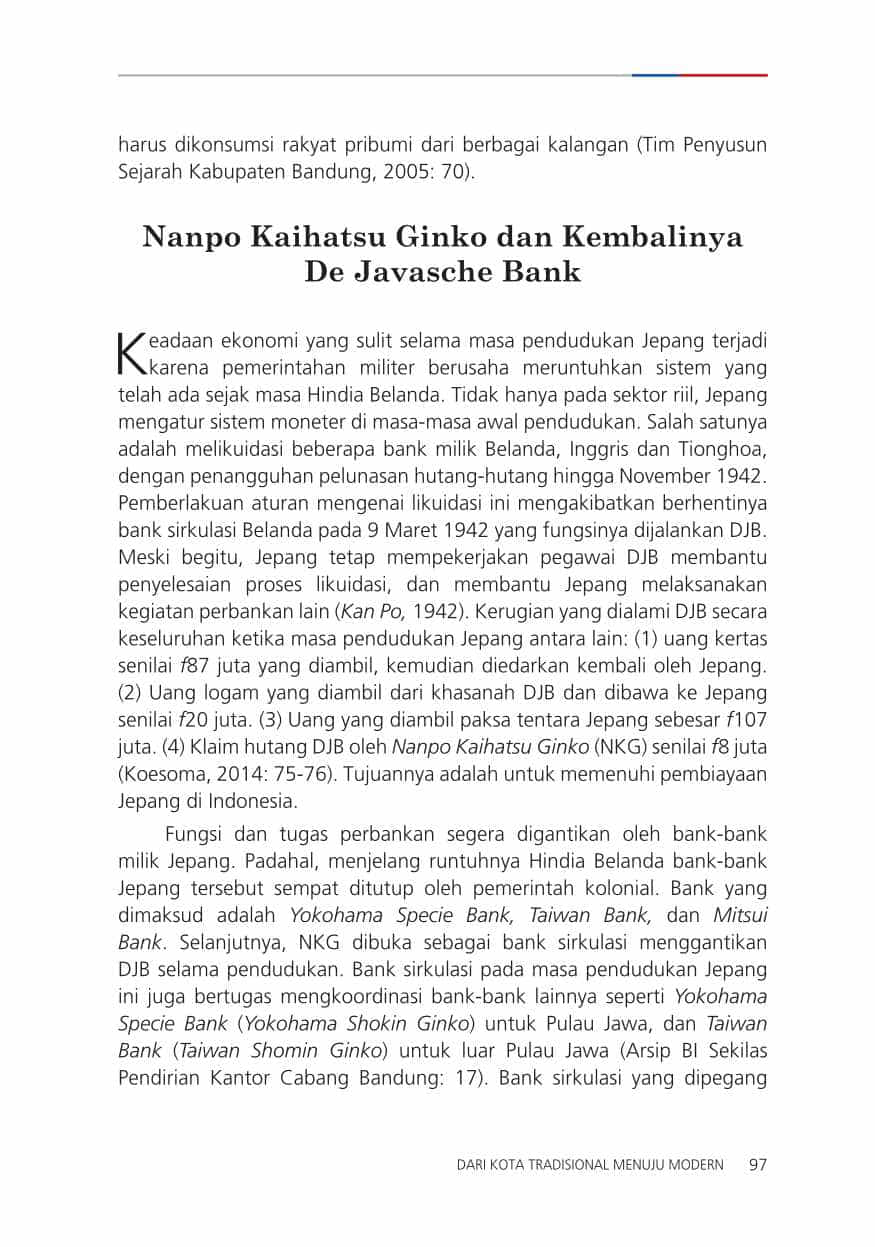 harus dikonsumsi rakyat pribumi dari berbagai kalangan (Tim Penyusun
Sejarah Kabupaten Bandung, 2005: 70).
Nanpo Kaihatsu Ginko dan Kembalinya
De Javasche Bank
Keadaan ekonomi yang sulit selama masa pendudukan Jepang terjadi
karena pemerintahan militer berusaha meruntuhkan sistem yang
telah ada sejak masa Hindia Belanda. Tidak hanya pada sektor riil, Jepang
mengatur sistem moneter di masa-masa awal pendudukan. Salah satunya
adalah melikuidasi beberapa bank milik Belanda, Inggris dan Tionghoa,
dengan penangguhan pelunasan hutang-hutang hingga November 1942.
Pemberlakuan aturan mengenai likuidasi ini mengakibatkan berhentinya
bank sirkulasi Belanda pada 9 Maret 1942 yang fungsinya dijalankan DJB.
Meski begitu, Jepang tetap mempekerjakan pegawai DJB membantu
penyelesaian proses likuidasi, dan membantu Jepang melaksanakan
kegiatan perbankan lain (Kan Po, 1942). Kerugian yang dialami DJB secara
keseluruhan ketika masa pendudukan Jepang antara lain: (1) uang kertas
senilai f87 juta yang diambil, kemudian diedarkan kembali oleh Jepang.
(2) Uang logam yang diambil dari khasanah DJB dan dibawa ke Jepang
senilai f20 juta. (3) Uang yang diambil paksa tentara Jepang sebesar f107
juta. (4) Klaim hutang DJB oleh Nanpo Kaihatsu Ginko (NKG) senilai f8 juta
(Koesoma, 2014: 75-76). Tujuannya adalah untuk memenuhi pembiayaan
Jepang di Indonesia.
Fungsi dan tugas perbankan segera digantikan oleh bank-bank
milik Jepang. Padahal, menjelang runtuhnya Hindia Belanda bank-bank
Jepang tersebut sempat ditutup oleh pemerintah kolonial. Bank yang
dimaksud adalah Yokohama Specie Bank, Taiwan Bank, dan Mitsui
Bank. Selanjutnya, NKG dibuka sebagai bank sirkulasi menggantikan
DJB selama pendudukan. Bank sirkulasi pada masa pendudukan Jepang
ini juga bertugas mengkoordinasi bank-bank lainnya seperti Yokohama
Specie Bank (Yokohama Shokin Ginko) untuk Pulau Jawa, dan Taiwan
Bank (Taiwan Shomin Ginko) untuk luar Pulau Jawa (Arsip BI Sekilas
Pendirian Kantor Cabang Bandung: 17). Bank sirkulasi yang dipegang
DARI KOTA TRADISIONAL MENUJU MODERN 97